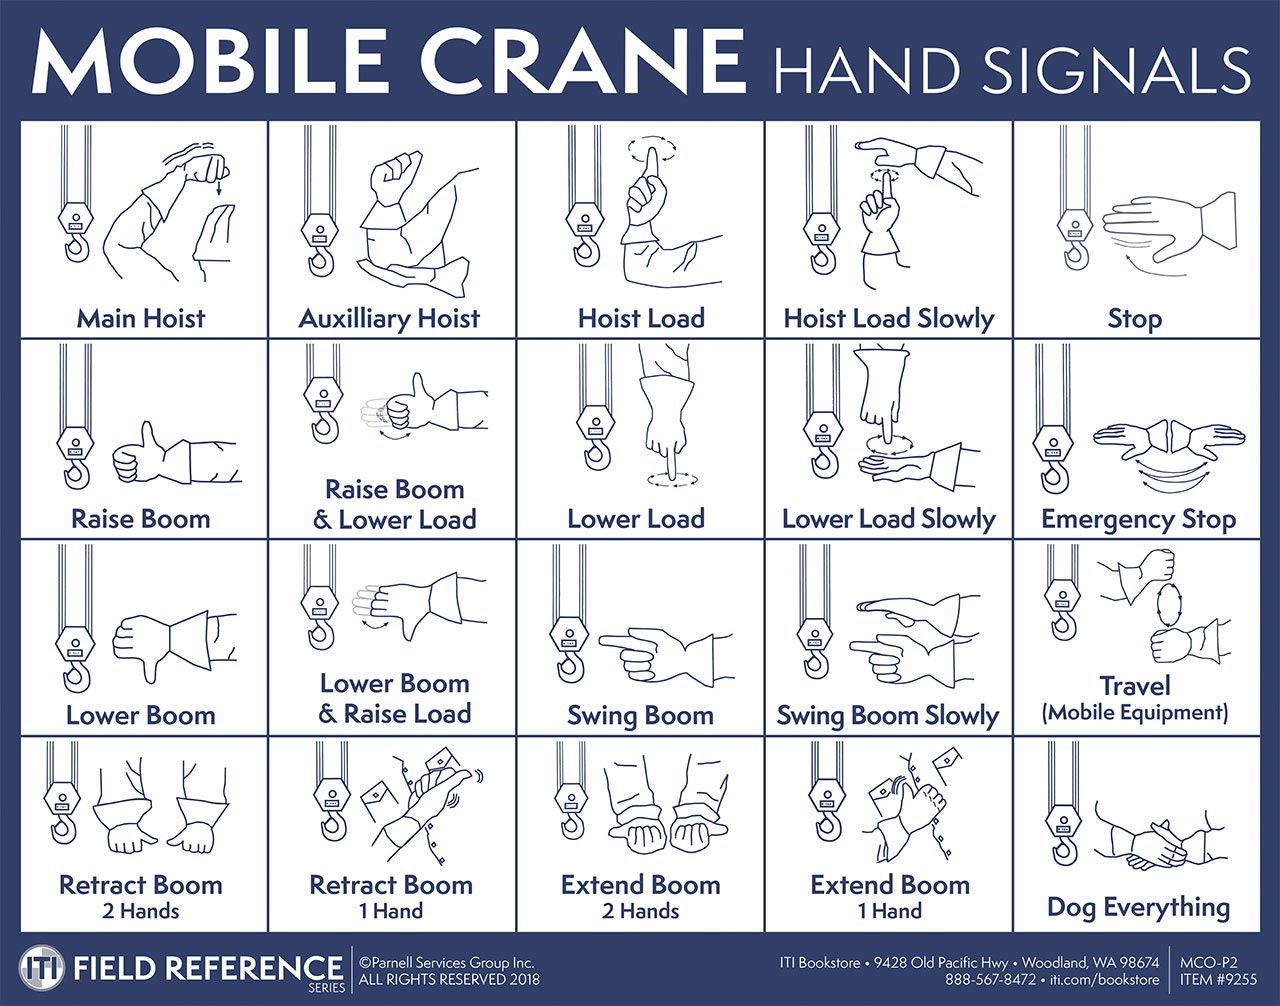 MOBILE CRANE HAND SIGNALS
Main Hoist
Auxilliary Hoist
Hoist Load
Hoist Load Slowly
Stop
Raise Boom
Raise Boom
& Lower Load
Lower Load
Lower Load Slowly
Emergency Stop
Lower Boom
Lower Boom
& Raise Load
Swing Boom
Swing Boom Slowly
Travel
(Mobile Equipment)
Retract Boom
2 Hands
Retract Boom
1 Hand
Extend Boom
2 Hands
Extend Boom
1 Hand
Dog Everything
ITI FIELD REFERENCE
SERIES
©Parnell Services Group Inc.
ALL RIGHTS RESERVED 2018
ITI Bookstore • 9428 Old Pacific Hwy • Woodland, WA 98674
888-567-8472 • iti.com/bookstore
MCO-P2
ITEM #9255